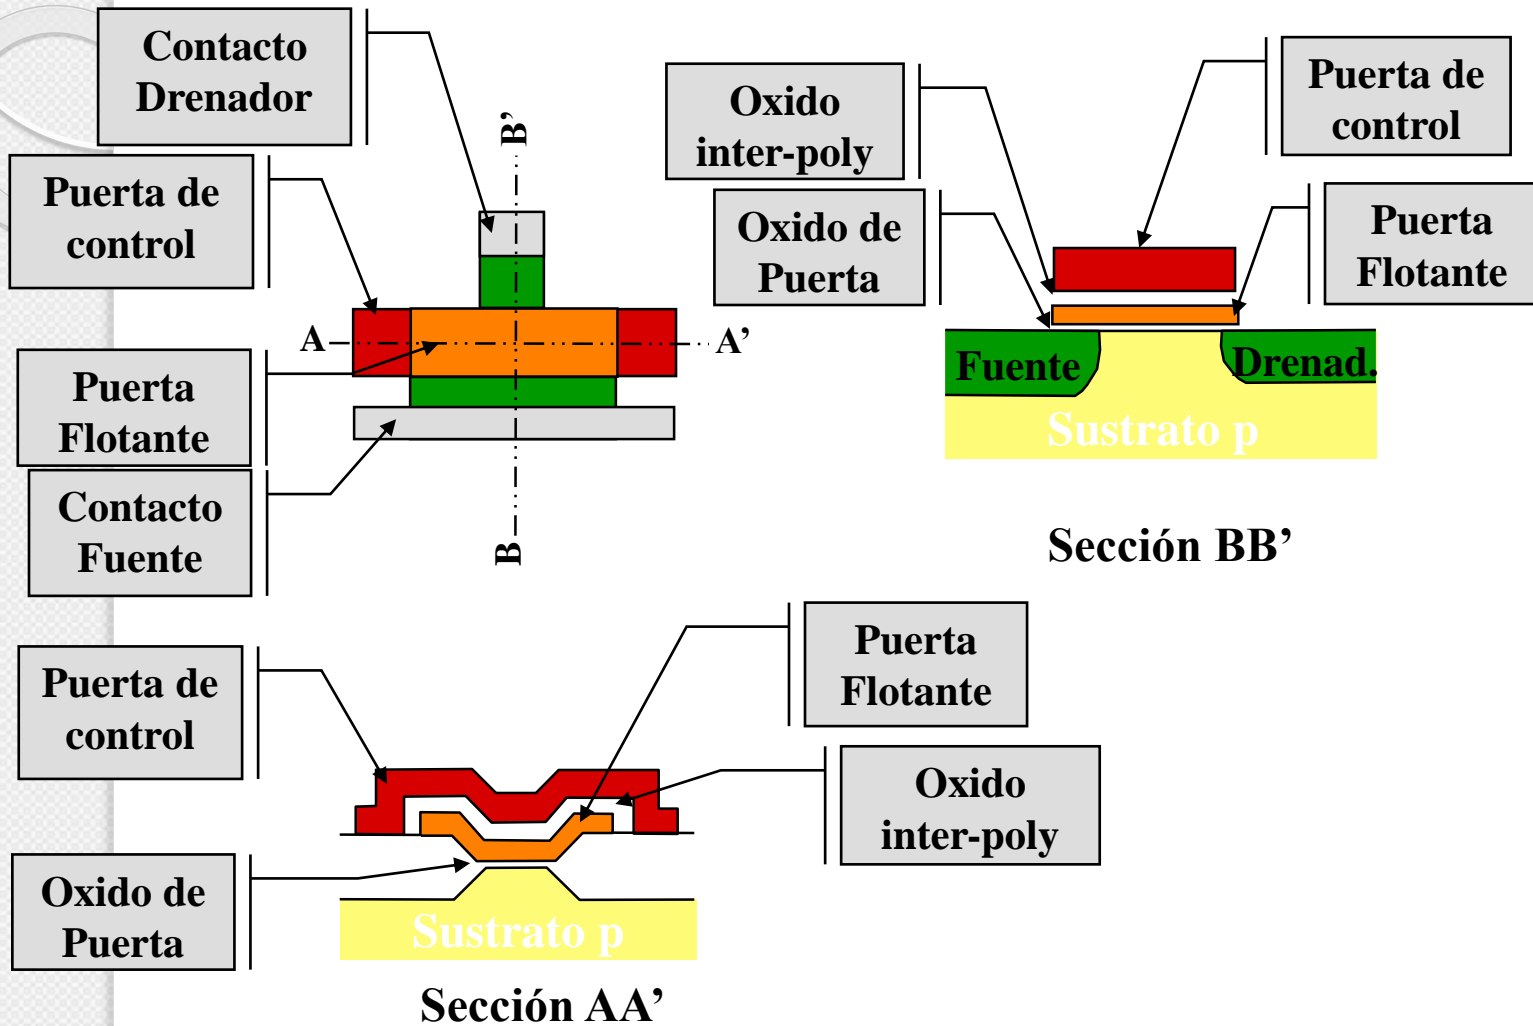 Contacto
Drenador
Puerta de
control
Puerta
Flotante
Contacto
Fuente
B'
A
A’
B
Oxido
inter-poly
Oxido de
Puerta
Puerta de
control
Puerta
Flotante
Fuente
Drenad.
Sustrato p
Sección BB’
Puerta de
control
Oxido de
Puerta
Puerta
Flotante
Oxido
inter-poly
Sustrato p
Sección AA’